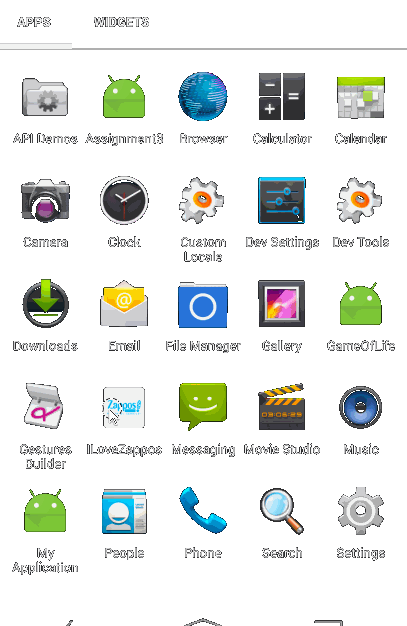 APPS WIDGETS
API Demos Assignment3 Browser Calculator Calendar
Camera Clock Custom Locale Dev Settings Dev Tools
Downloads Email File Manager Gallery GameOfLife
Gestures Builder ILoveZappos Messaging Movie Studio Music
My Application People Phone Search Settings